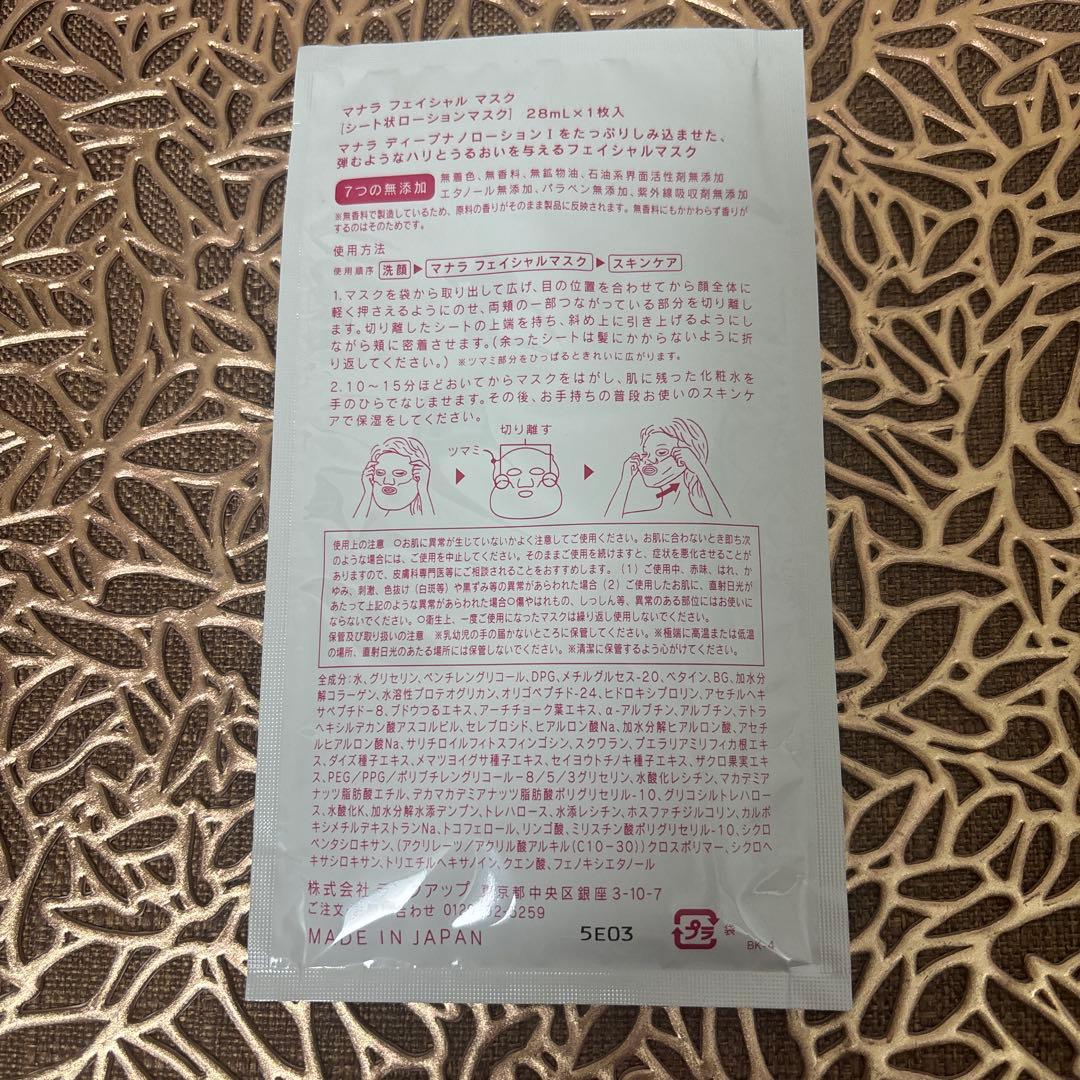 マナラ フェイシャル マスク
[シート状ローションマスク] 28mL×1枚入
マナラ ディープナノローションIをたっぷりしみ込ませた、
弾むようなハリとうるおいを与えるフェイシャルマスク
7つの無添加
無着色、無香料、無鉱物油、石油系界面活性剤無添加
エタノール無添加、パラベン無添加、紫外線吸収剤無添加
※無香料で製造しているため、原料の香りがそのまま製品に反映されます。無香料にもかかわらず香りが
するのはそのためです。
使用方法
使用順序 洗顔 ▶ マナラ フェイシャルマスク ▶ スキンケア
1.マスクを袋から取り出して広げ、目の位置を合わせてから顔全体に
軽く押さえるようにのせ、両頬の一部つながっている部分を切り離し
ます。切り離したシートの上端を持ち、斜め上に引き上げるようにし
ながら頬に密着させます。(余ったシートは髪にかからないように折
り返してください。) ※ツマミ部分をひっぱるときれいに広がります。
2.10～15分ほどおいてからマスクをはがし、肌に残った化粧水を
手のひらでなじませます。その後、お手持ちの普段お使いのスキンケ
アで保湿をしてください。
切り離す
ツマミ
使用上の注意 ○お肌に異常が生じていないかよく注意してご使用ください。お肌に合わないとき即ち次
のような場合には、ご使用を中止してください。そのままご使用を続けますと、症状を悪化させることが
ありますので、皮膚科専門医等にご相談されることをおすすめします。(1)ご使用中、赤味、はれ、か
ゆみ、刺激、色抜け(白斑等)や黒ずみ等の異常があらわれた場合(2)ご使用したお肌に、直射日光が
あたって上記のような異常があらわれた場合○傷やはれもの、しっしん等、異常のある部位にはお使いに
ならないでください。○衛生上、一度ご使用になったマスクは繰り返し使用しないでください。
保管及び取り扱いの注意 ※乳幼児の手の届かないところに保管してください。※極端に高温または低温
の場所、直射日光のあたる場所には保管しないでください。※清潔に保管するよう心がけてください。
全成分:水、グリセリン、ペンチレングリコール、DPG、メチルグルセス-20、ベタイン、BG、加水分
解コラーゲン、水溶性プロテオグリカン、オリゴペプチド-24、ヒドロキシプロリン、アセチルヘキ
サペプチド-8、ブドウつるエキス、アーチチョーク葉エキス、α-アルブチン、アルブチン、テトラ
ヘキシルデカン酸アスコルビル、セレブロシド、ヒアルロン酸Na、加水分解ヒアルロン酸、アセチ
ルヒアルロン酸Na、サリチロイルフィトスフィンゴシン、スクワラン、プエラリアミリフィカ根エキ
ス、ダイズ種子エキス、メマツヨイグサ種子エキス、セイヨウトチノキ種子エキス、ザクロ果実エキ
ス、PEG/PPG/ポリブチレングリコール-8/5/3グリセリン、水酸化レシチン、マカデミア
ナッツ脂肪酸エチル、デカマカデミアナッツ脂肪酸ポリグリセリル-10、グリコシルトレハロー
ス、水酸化K、加水分解水添デンプン、トレハロース、水添レシチン、ホスファチジルコリン、カルボ
キシメチルデキストランNa、トコフェロール、リンゴ酸、ミリスチン酸ポリグリセリル-10、シクロ
ペンタシロキサン、(アクリレーツ/アクリル酸アルキル(C10-30))クロスポリマー、シクロヘ
キサシロキサン、トリエチルヘキサノイン、クエン酸、フェノキシエタノール
株式会社 ランクアップ 東京都中央区銀座3-10-7
ご注文・お問い合わせ
MADE IN JAPAN 5E03 プラ 袋
BK-4